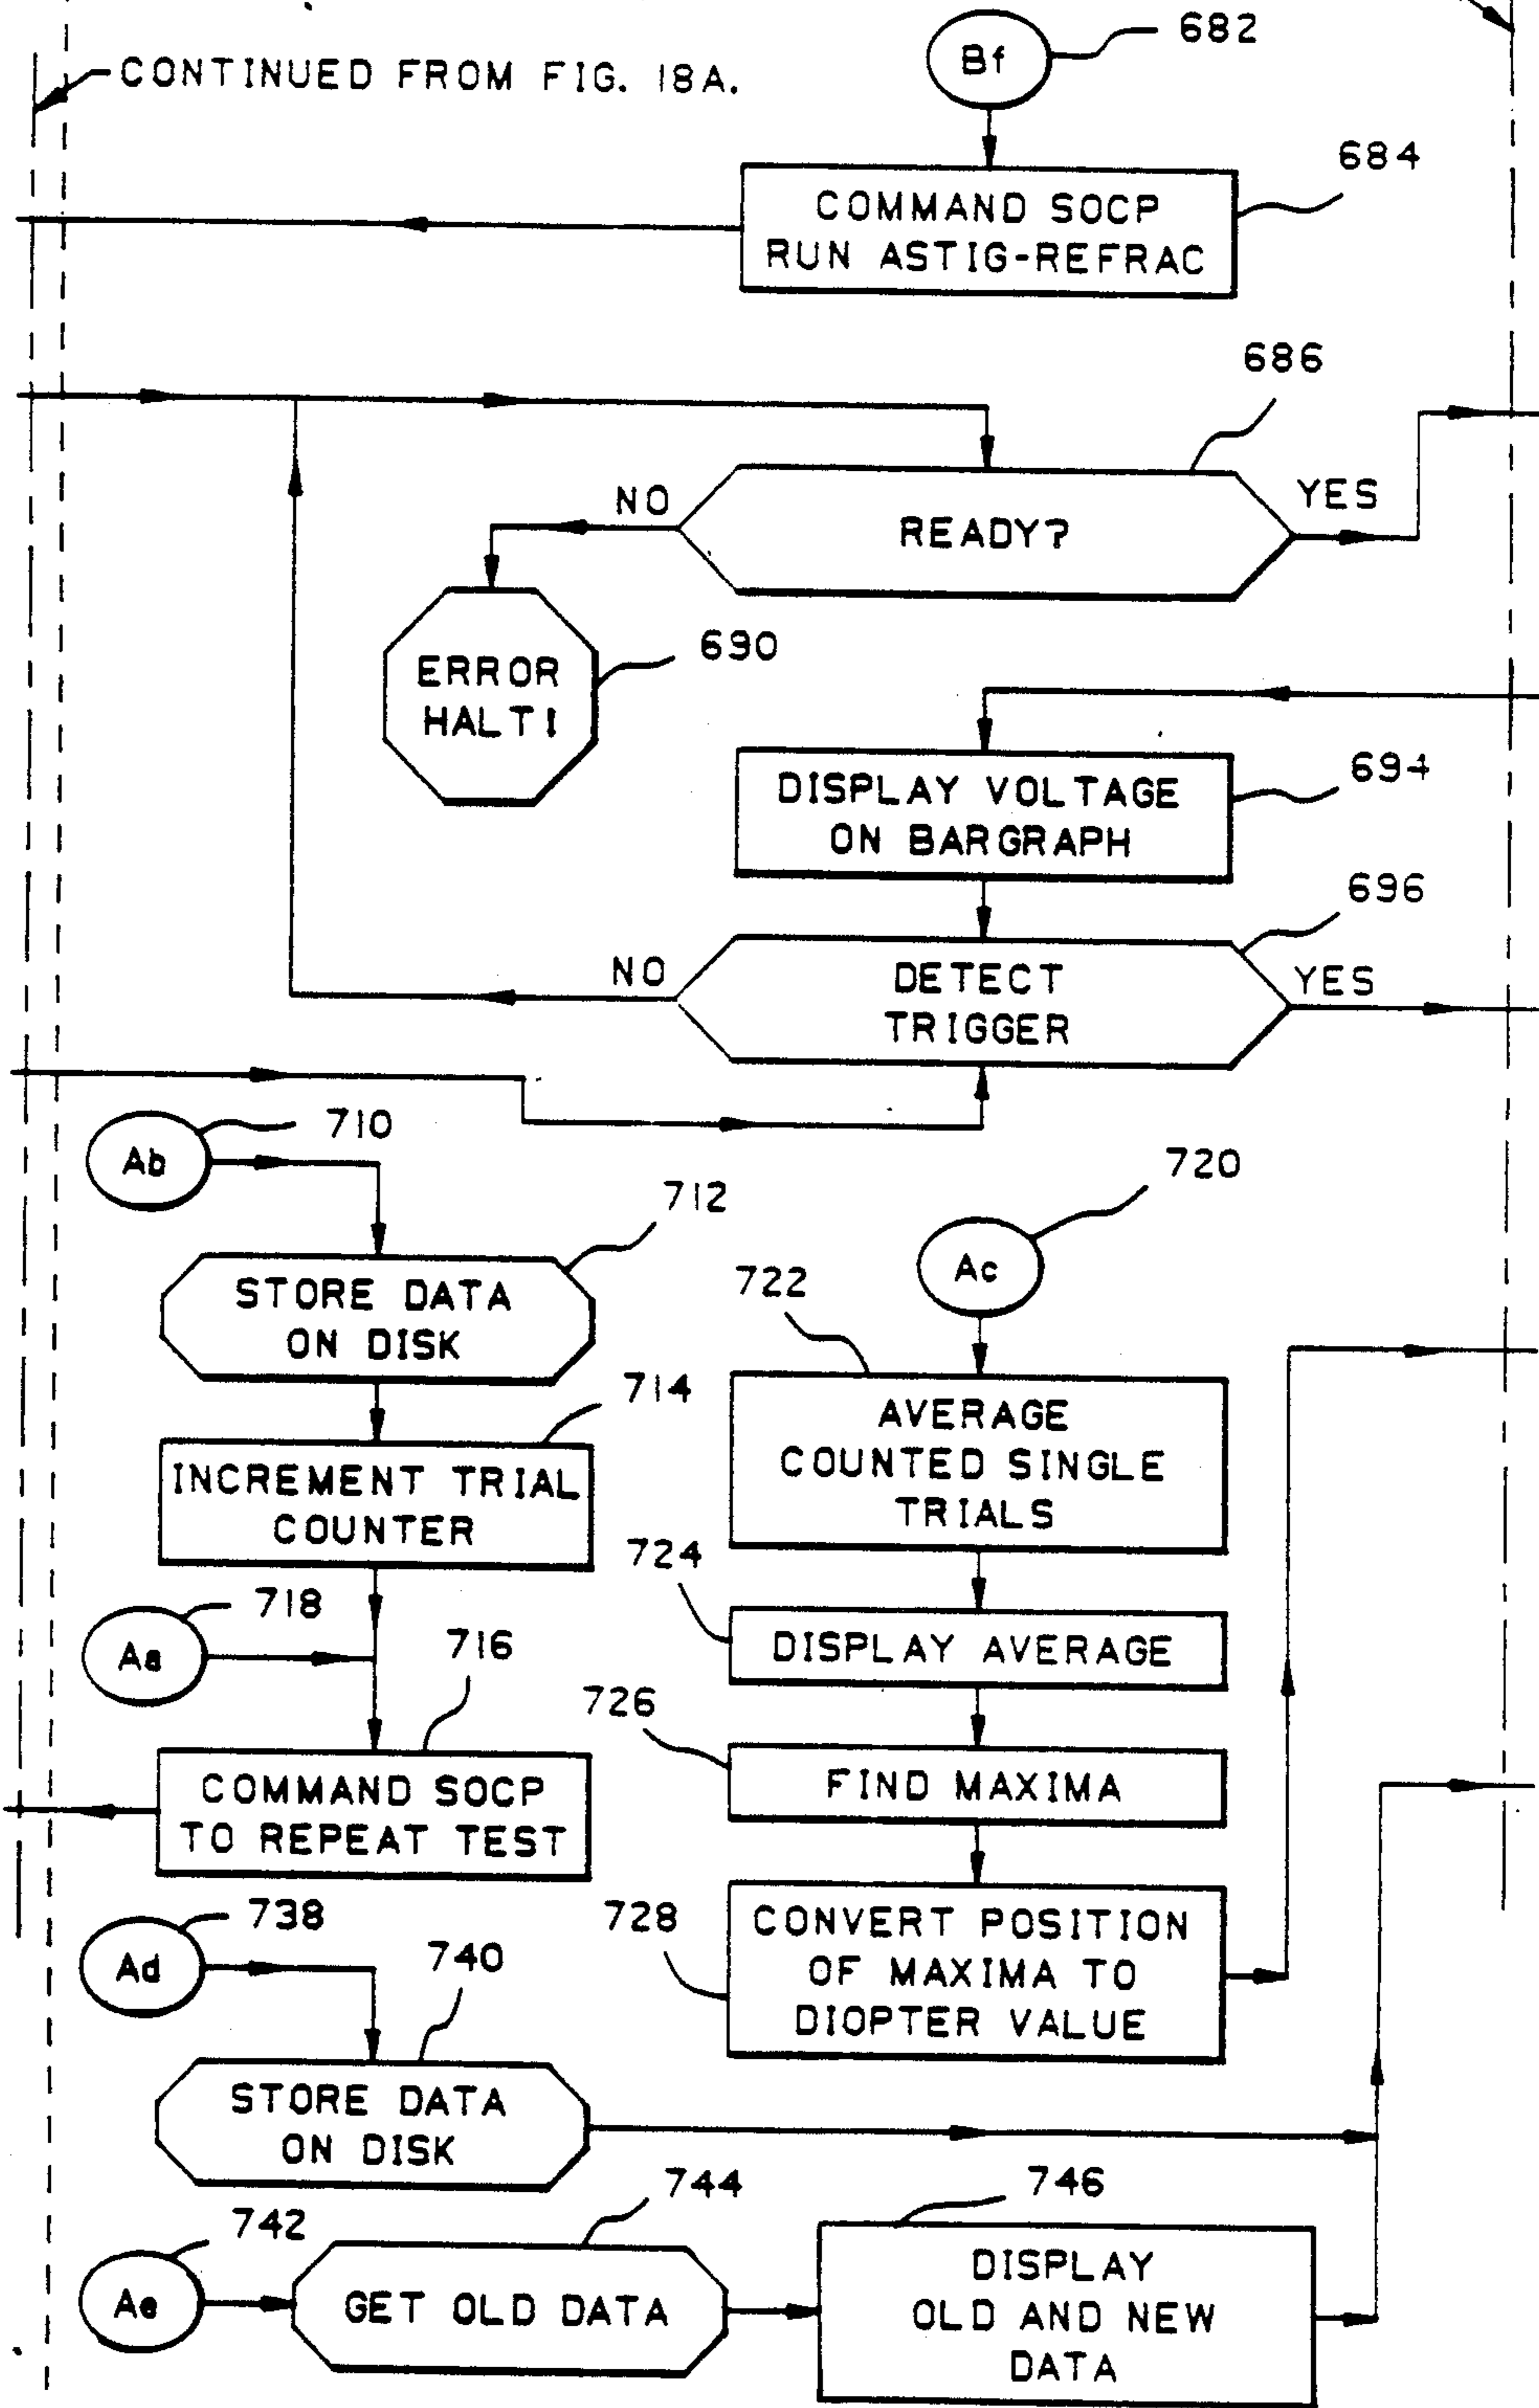 682
Bf
CONTINUED FROM FIG. 18A.
684
COMMAND SOCP
RUN ASTIG-REFRAC
686
NO
YES
READY?
690
ERROR
HALT!
694
DISPLAY VOLTAGE
ON BARGRAPH
696
NO
YES
DETECT
TRIGGER
710
Ab
720
712
Ac
STORE DATA
ON DISK
722
714
AVERAGE
COUNTED SINGLE
TRIALS
INCREMENT TRIAL
COUNTER
724
718
Aa
716
DISPLAY AVERAGE
726
COMMAND SOCP
TO REPEAT TEST
FIND MAXIMA
738
728
Ad
740
CONVERT POSITION
OF MAXIMA TO
DIOPTER VALUE
STORE DATA
ON DISK
744
746
742
Ae
GET OLD DATA
DISPLAY
OLD AND NEW
DATA